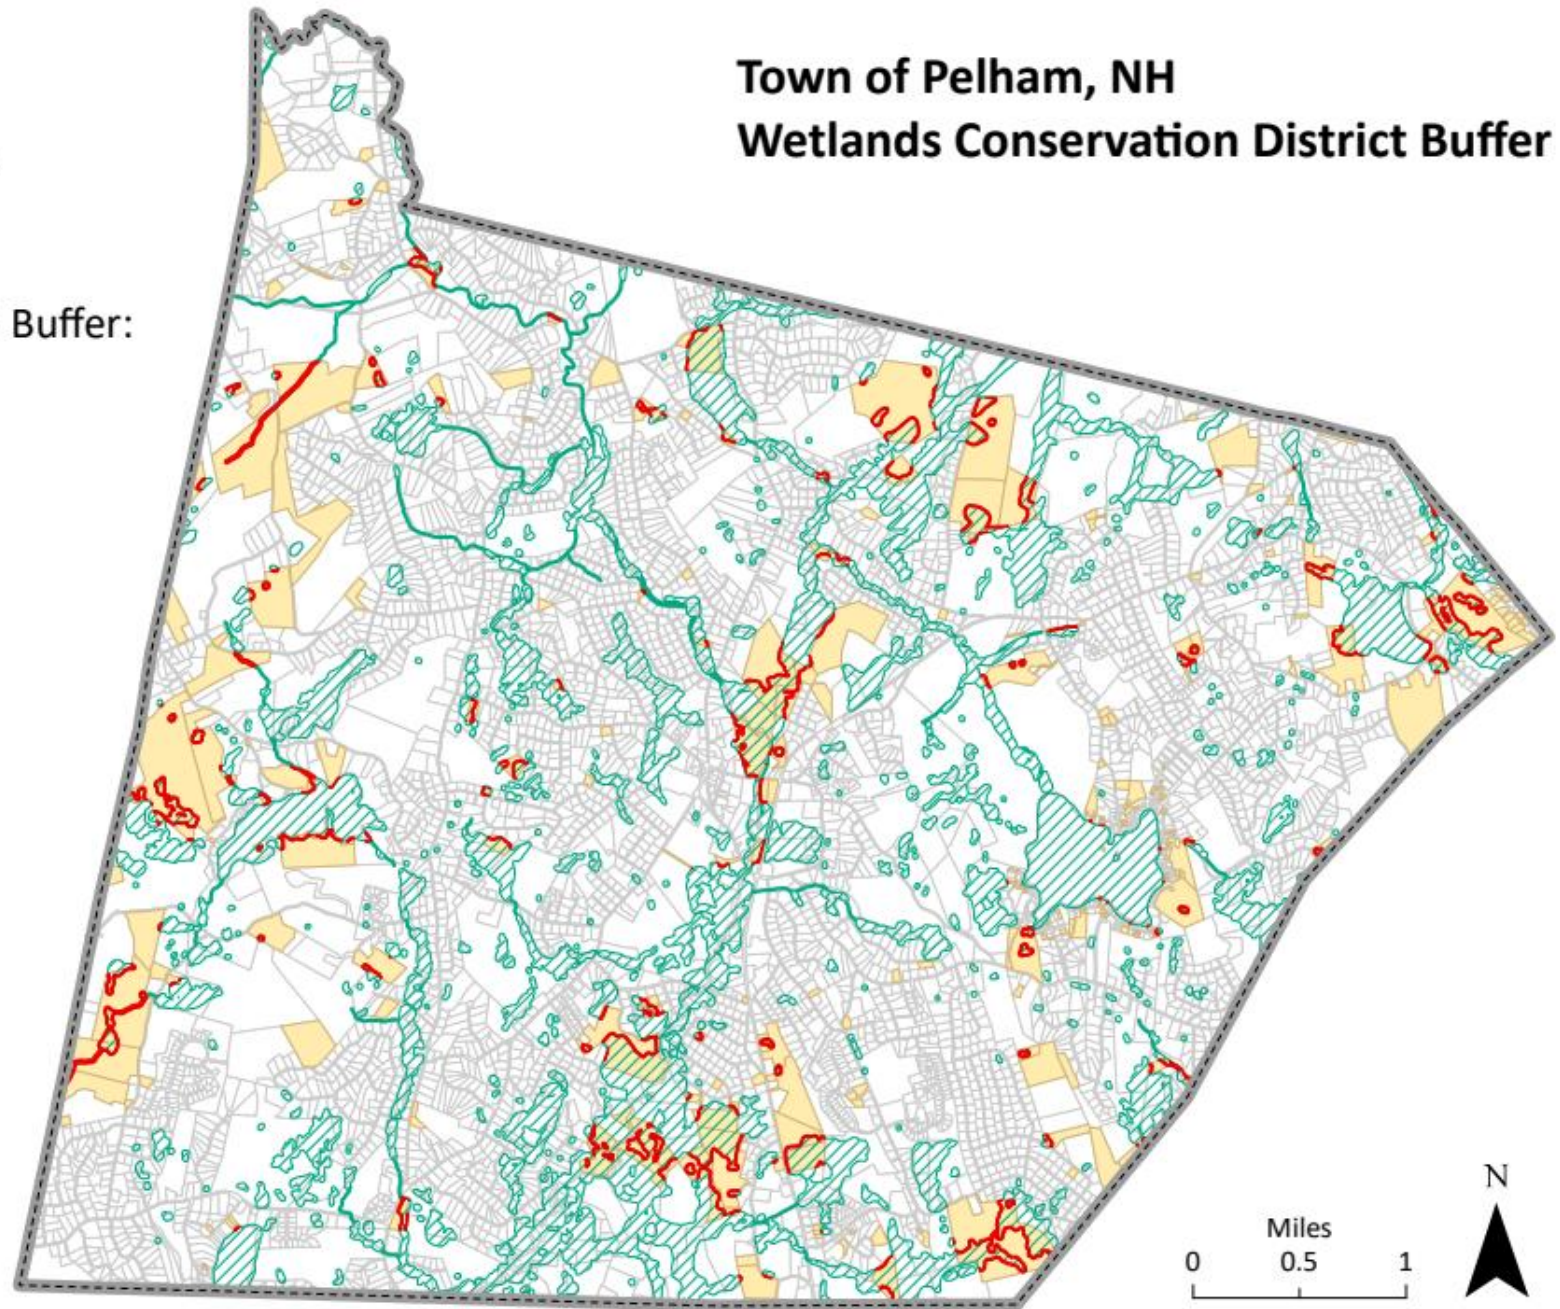 Town of Pelham, NH
Wetlands Conservation District Buffer
Buffer:
N
Miles
0 0.5 1